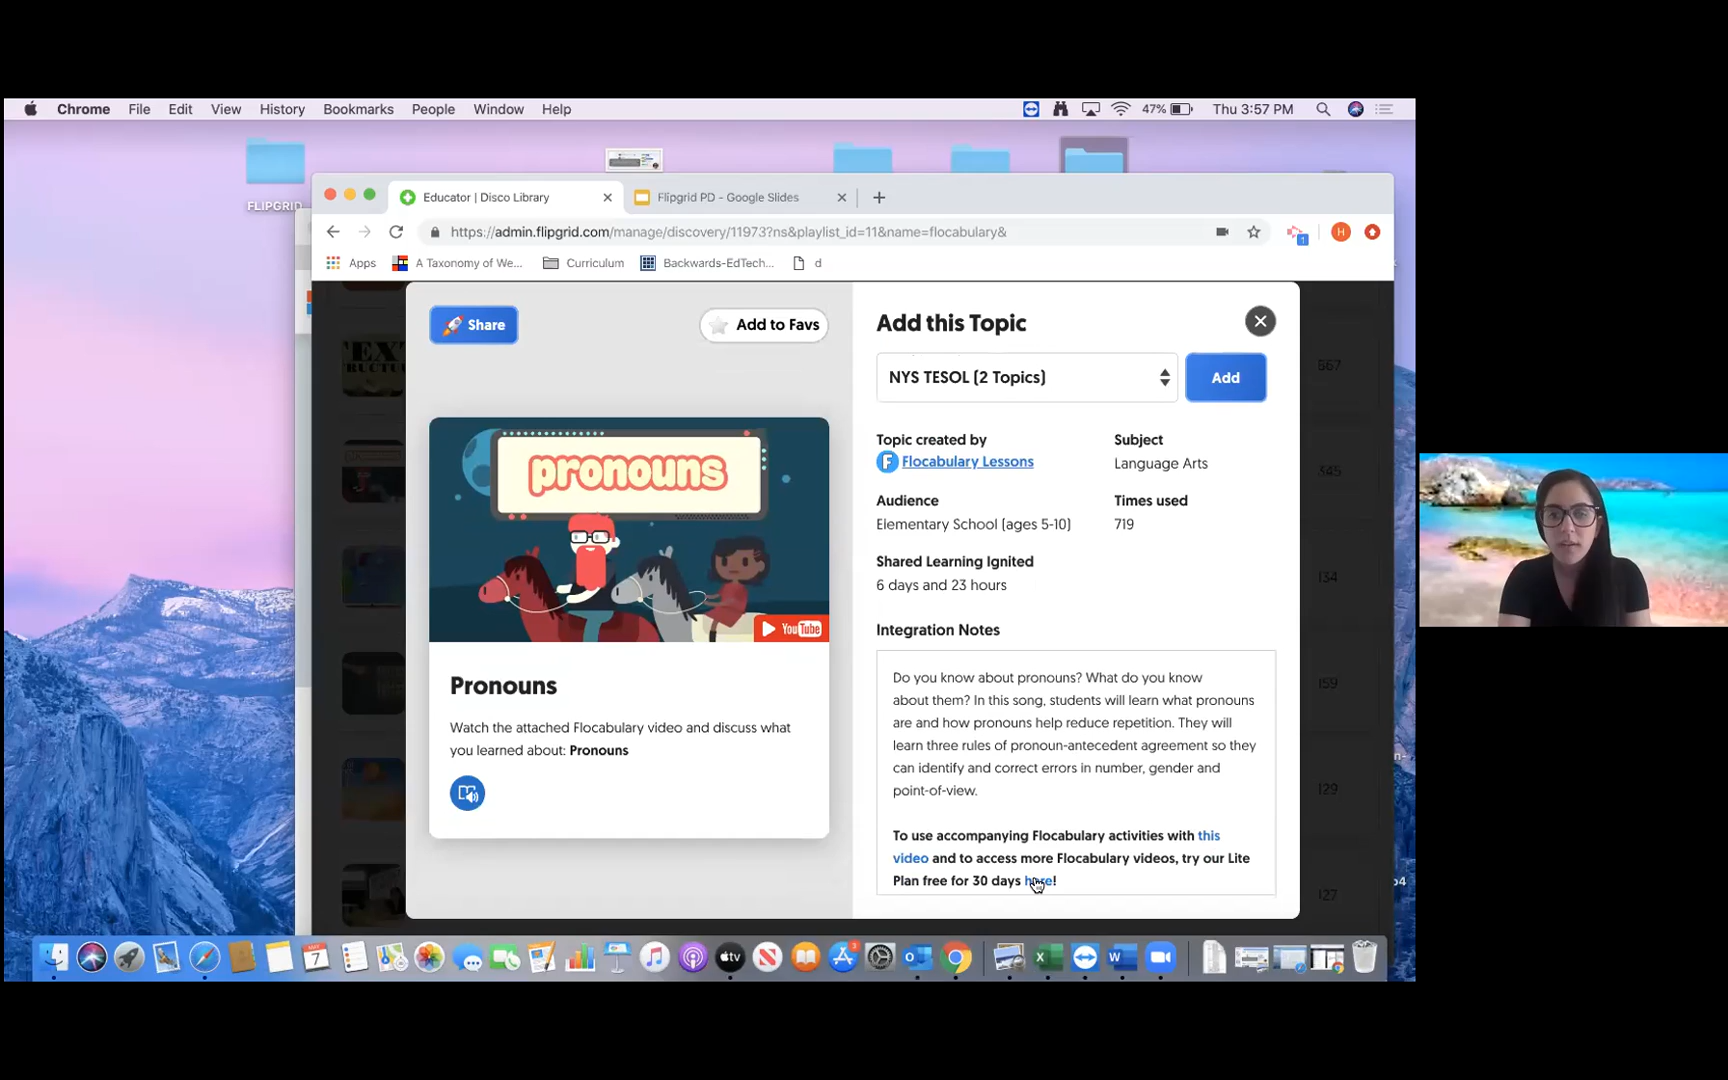 Chrome File Edit View History Bookmarks People Window Help 47% Thu 3:57 PM
FLIPGRID
Educator | Disco Library
Flipgrid PD - Google Slides
https://admin.flipgrid.com/manage/discovery/11973?ns&playlist_id=11&name=flocabulary&
H
Apps A Taxonomy of We... Curriculum Backwards-EdTech... d
Share
Add to Favs
pronouns
YouTube
Pronouns
Watch the attached Flocabulary video and discuss what
you learned about: Pronouns
Add this Topic
NYS TESOL (2 Topics)
Add
Topic created by
Flocabulary Lessons
Subject
Language Arts
Audience
Elementary School (ages 5-10)
Times used
719
Shared Learning Ignited
6 days and 23 hours
Integration Notes
Do you know about pronouns? What do you know
about them? In this song, students will learn what pronouns
are and how pronouns help reduce repetition. They will
learn three rules of pronoun-antecedent agreement so they
can identify and correct errors in number, gender and
point-of-view.
To use accompanying Flocabulary activities with this
video and to access more Flocabulary videos, try our Lite
Plan free for 30 days here!
667
345
134
159
129
127
MAY
7
tv
3